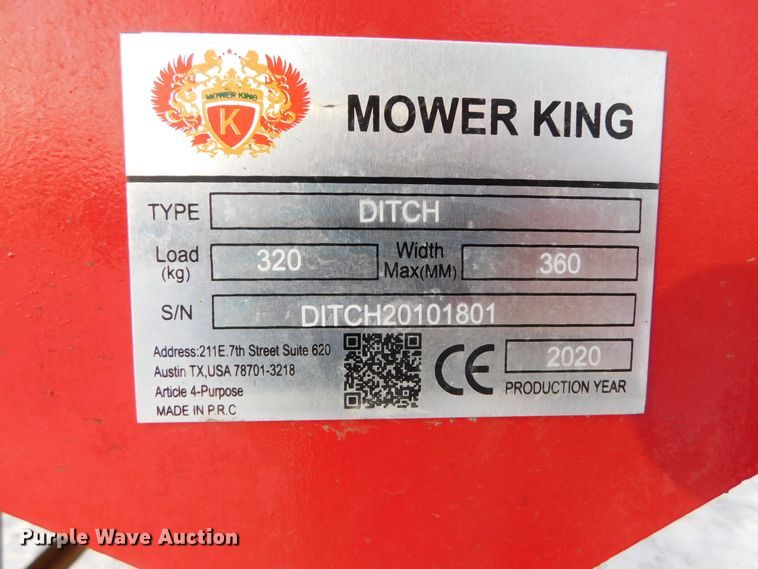 MOWER KING
K
MOWER KING
TYPE DITCH
Load (kg) 320 Width Max(MM) 360
S/N DITCH20101801
Address:211E.7th Street Suite 620
Austin TX,USA 78701-3218
Article 4-Purpose
MADE IN P.R.C
CE
2020
PRODUCTION YEAR
Purple Wave Auction